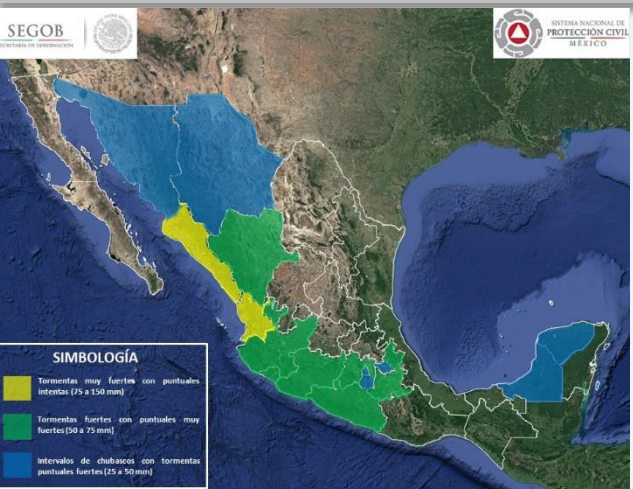 SEGOB
SECRETARÍA DE GOBERNACIÓN
SISTEMA NACIONAL DE
PROTECCIÓN CIVIL
MÉXICO
SIMBOLOGÍA
Tormentas muy fuertes con puntuales
intensas (75 a 150 mm)
Tormentas fuertes con puntuales muy
fuertes (50 a 75 mm)
Intervalos de chubascos con tormentas
puntuales fuertes (25 a 50 mm)